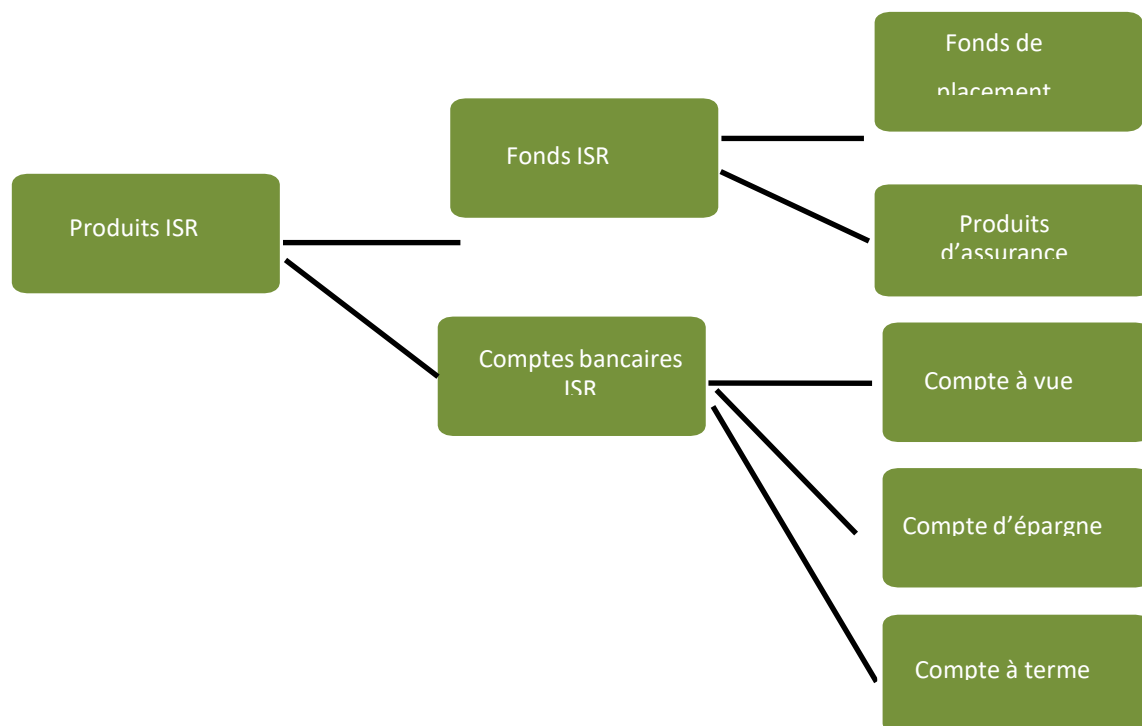 Fonds de
placement
Fonds ISR
Produits ISR
Produits
d’assurance
Comptes bancaires
ISR
Compte à vue
Compte d’épargne
Compte à terme